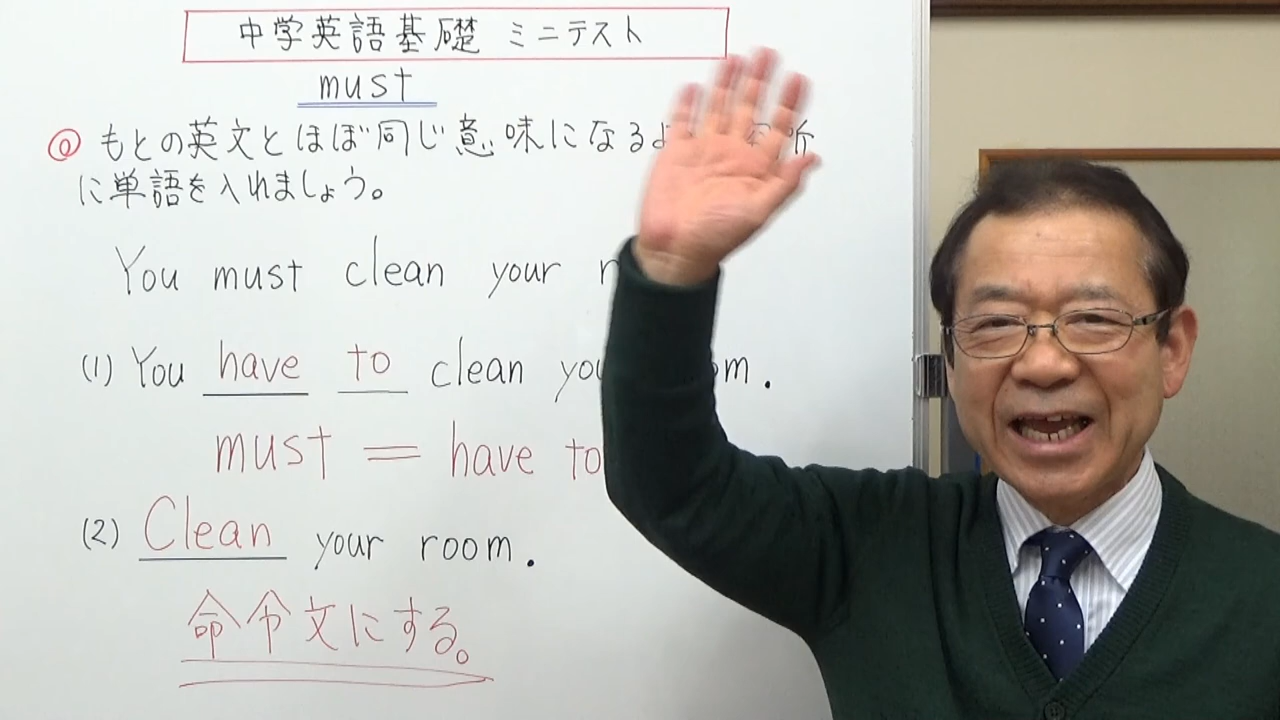 中学英語基礎 ミニテスト
must
◎ もとの英文とほぼ同じ意味になる 所
に単語を入れましょう。
You must clean your
(1) You have to clean your room.
must = have to
(2) Clean your room.
命令文にする。